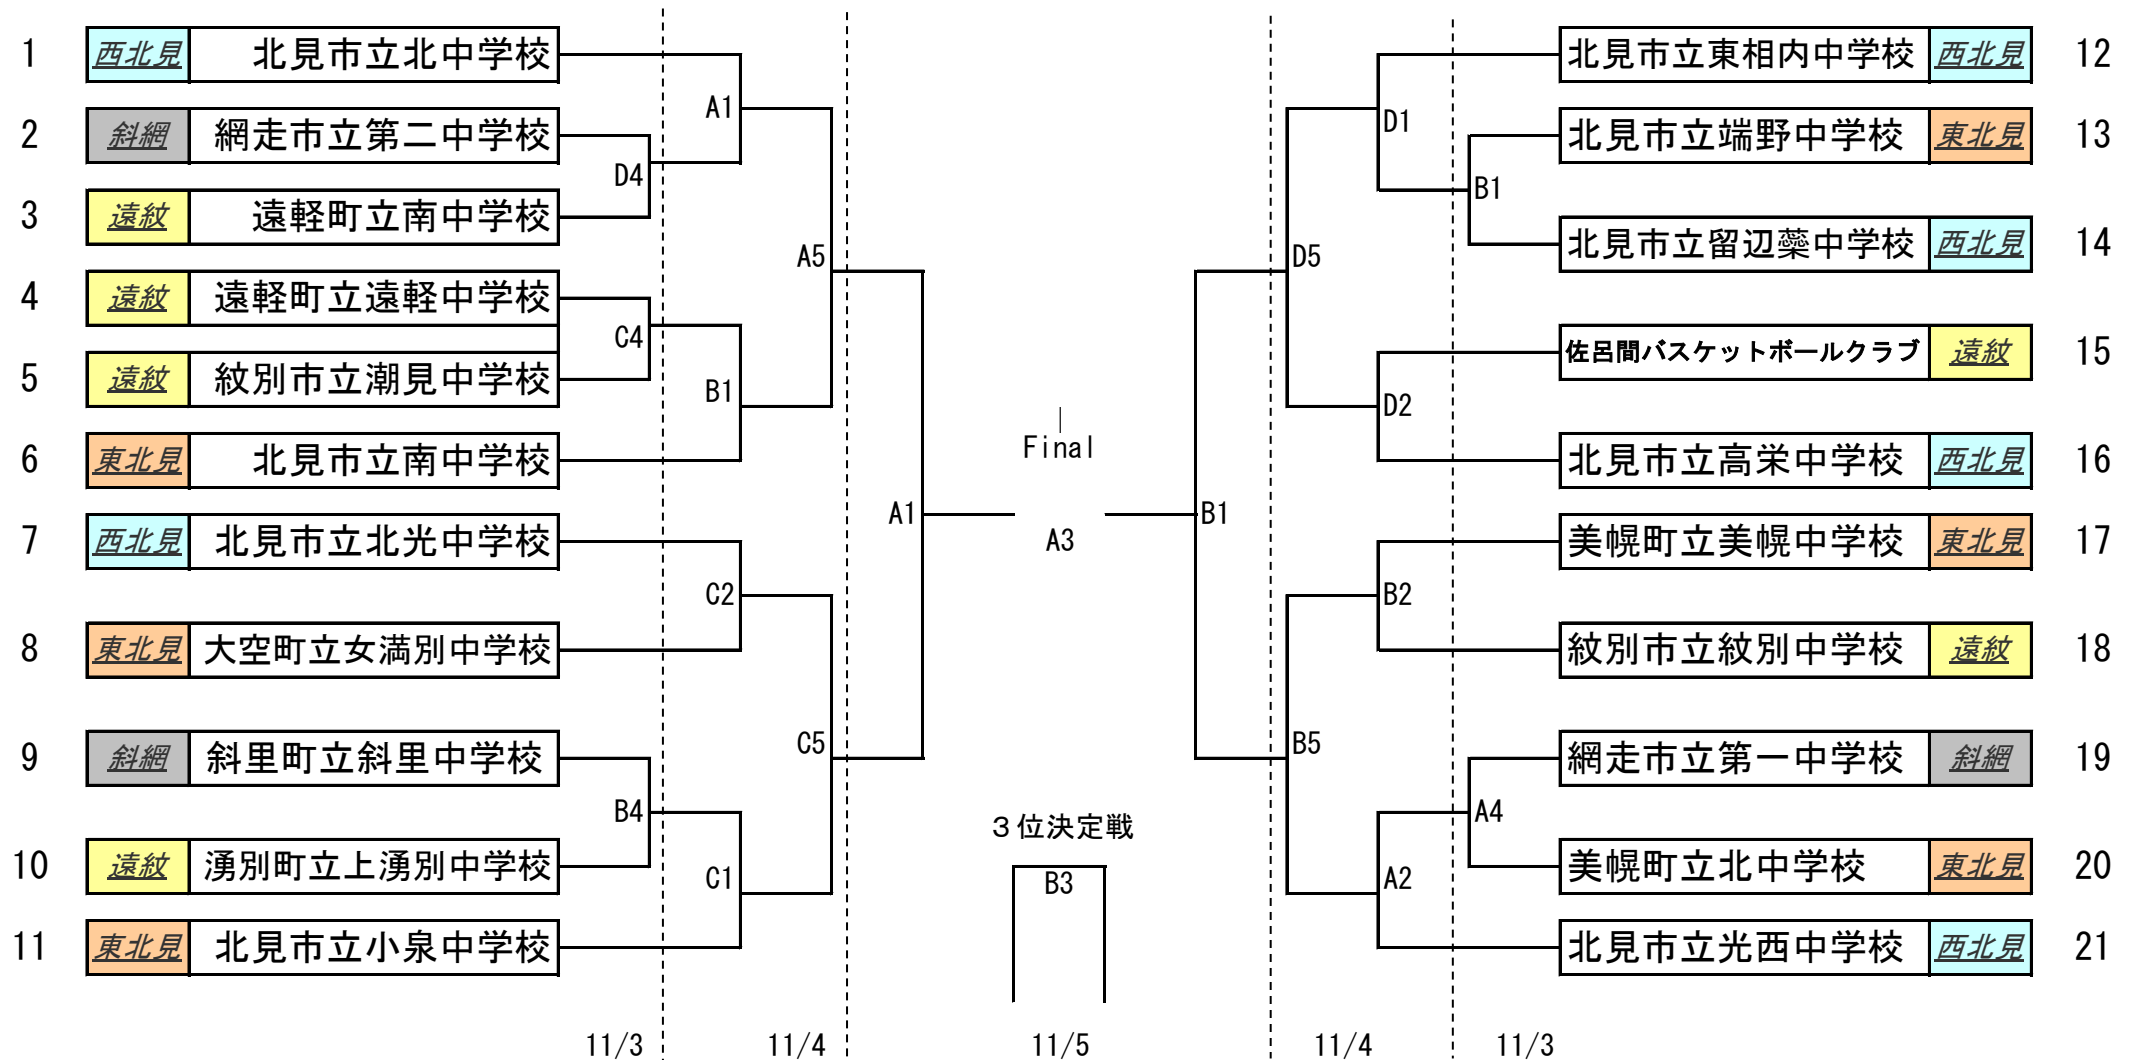 1 西北見 北見市立北中学校
2 斜網 網走市立第二中学校
3 遠紋 遠軽町立南中学校
4 遠紋 遠軽町立遠軽中学校
5 遠紋 紋別市立潮見中学校
6 東北見 北見市立南中学校
7 西北見 北見市立北光中学校
8 東北見 大空町立女満別中学校
9 斜網 斜里町立斜里中学校
10 遠紋 湧別町立上湧別中学校
11 東北見 北見市立小泉中学校
D4
C4
B4
A1
B1
C2
C1
A5
C5
A1
Final
A3
３位決定戦
B3
B1
D5
B5
D1
D2
B2
A2
B1
A4
北見市立東相内中学校 西北見 12
北見市立端野中学校 東北見 13
北見市立留辺蘂中学校 西北見 14
佐呂間バスケットボールクラブ 遠紋 15
北見市立高栄中学校 西北見 16
美幌町立美幌中学校 東北見 17
紋別市立紋別中学校 遠紋 18
網走市立第一中学校 斜網 19
美幌町立北中学校 東北見 20
北見市立光西中学校 西北見 21
11/3 11/4 11/5 11/4 11/3